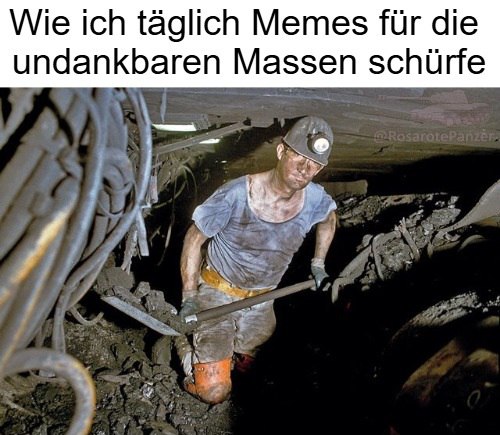 Wie ich täglich Memes für die
undankbaren Massen schürfe
@RosarotePanzer